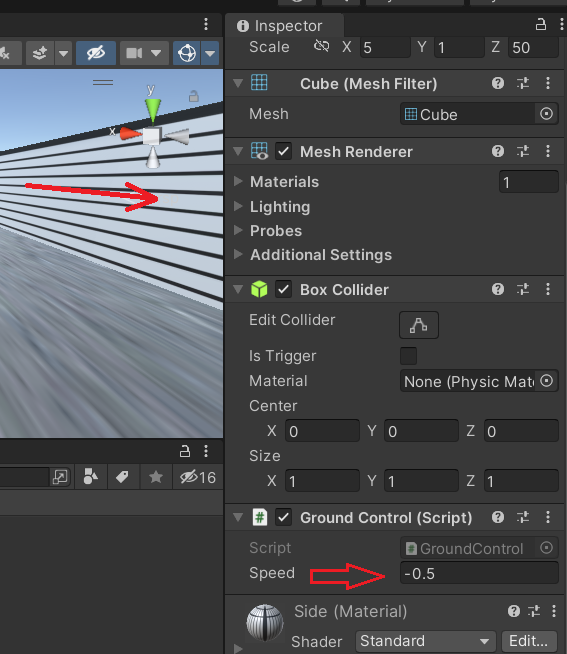 Inspector
Scale X 5 Y 1 Z 50
Cube (Mesh Filter)
Mesh Cube
Mesh Renderer
Materials 1
Lighting
Probes
Additional Settings
Box Collider
Edit Collider
Is Trigger
Material None (Physic Mate
Center
X 0 Y 0 Z 0
Size
X 1 Y 1 Z 1
Ground Control (Script)
Script GroundControl
Speed -0.5
Side (Material)
Shader Standard Edit...
y
x
16